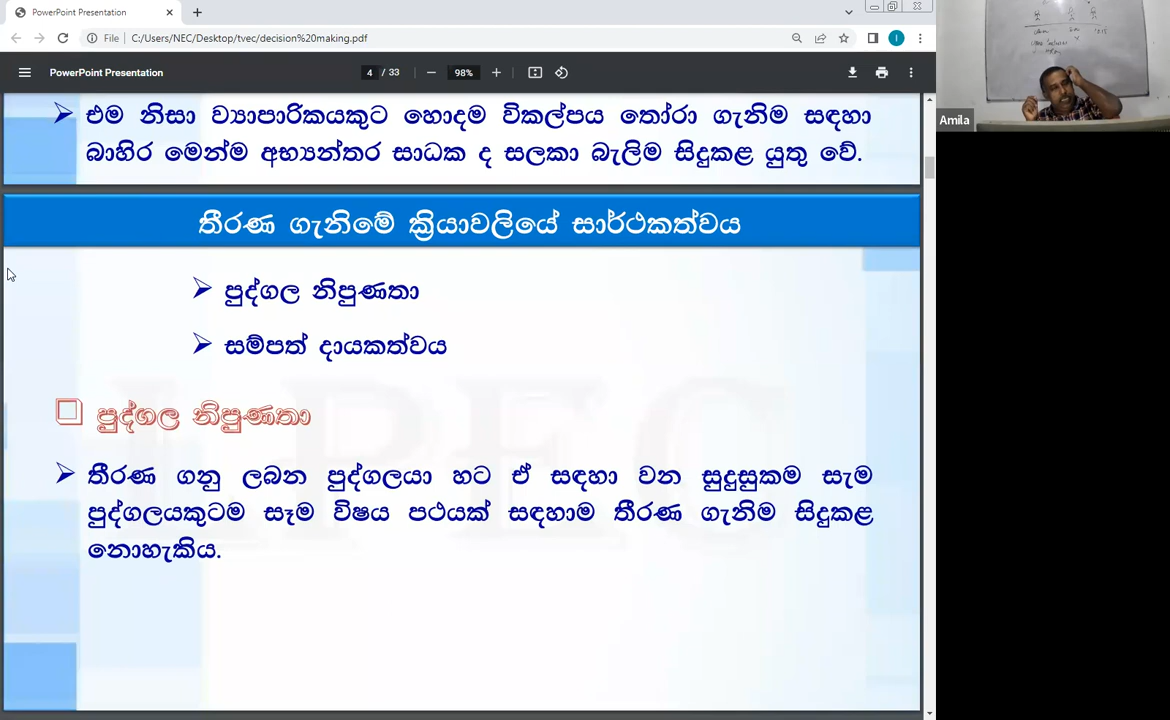 PowerPoint Presentation
File
C:/Users/NEC/Desktop/tvec/decision%20making.pdf
PowerPoint Presentation
4 / 33
98%
එම නිසා ව්‍යාපාරිකයකුට හොදම විකල්පය තෝරා ගැනිම සඳහා
බාහිර මෙන්ම අභ්‍යන්තර සාධක ද සලකා බැලිම සිදුකළ යුතු වේ.
තීරණ ගැනිමේ ක්‍රියාවලියේ සාර්ථකත්වය
පුද්ගල නිපුණතා
සම්පත් දායකත්වය
පුද්ගල නිපුණතා
තීරණ ගනු ලබන පුද්ගලයා හට ඒ සඳහා වන සුදුසුකම සැම
පුද්ගලයකුටම සෑම විෂය පථයක් සඳහාම තීරණ ගැනිම සිදුකළ
නොහැකිය.
Amila